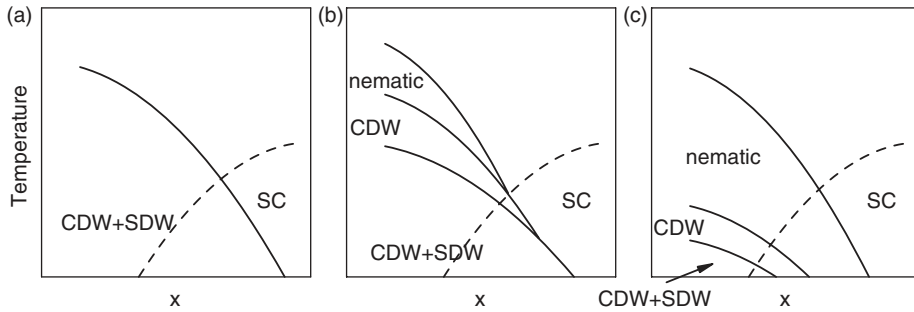 (a)
Temperature
CDW+SDW
SC
x
(b)
nematic
CDW
CDW+SDW
SC
x
(c)
nematic
CDW
SC
CDW+SDW
x